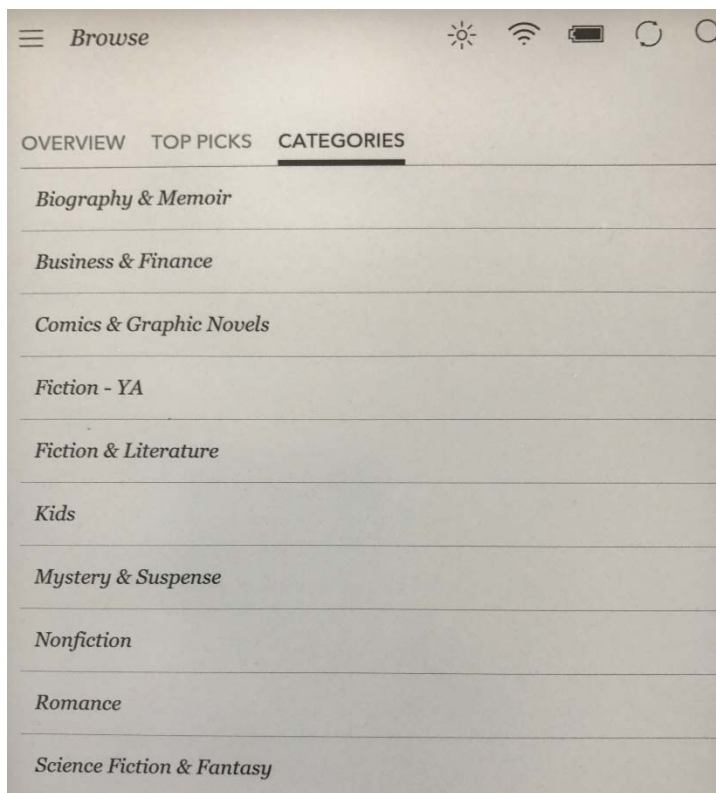 Browse
OVERVIEW TOP PICKS CATEGORIES
Biography & Memoir
Business & Finance
Comics & Graphic Novels
Fiction - YA
Fiction & Literature
Kids
Mystery & Suspense
Nonfiction
Romance
Science Fiction & Fantasy